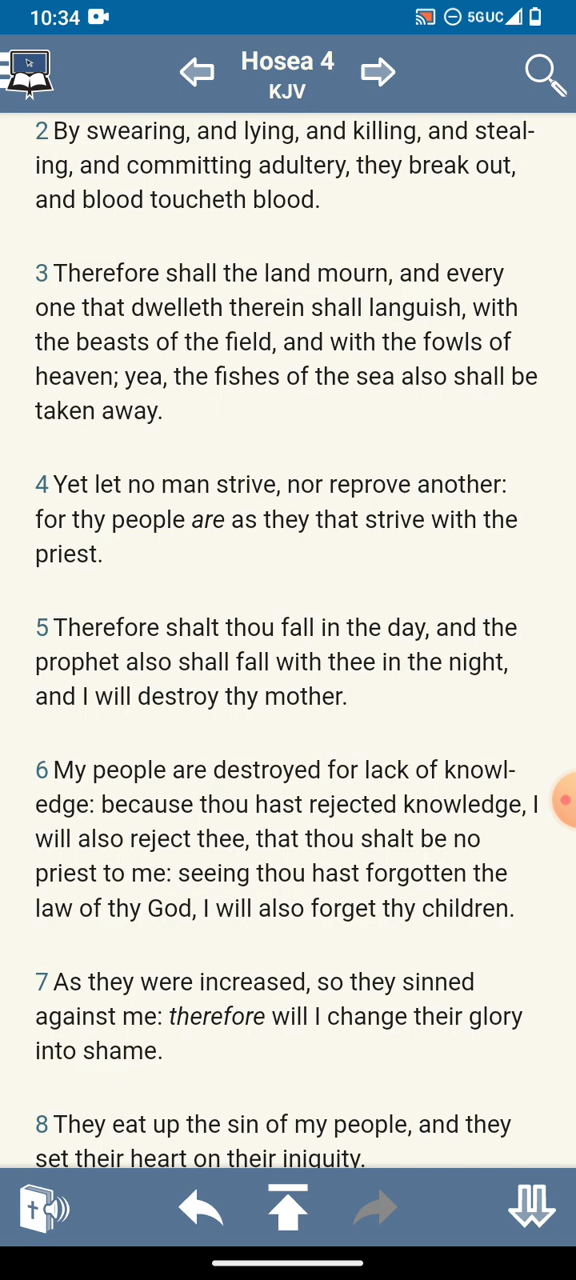 10:34
5GUC
Hosea 4
KJV
2 By swearing, and lying, and killing, and steal-
ing, and committing adultery, they break out,
and blood toucheth blood.
3 Therefore shall the land mourn, and every
one that dwelleth therein shall languish, with
the beasts of the field, and with the fowls of
heaven; yea, the fishes of the sea also shall be
taken away.
4 Yet let no man strive, nor reprove another:
for thy people are as they that strive with the
priest.
5 Therefore shalt thou fall in the day, and the
prophet also shall fall with thee in the night,
and I will destroy thy mother.
6 My people are destroyed for lack of knowl-
edge: because thou hast rejected knowledge, I
will also reject thee, that thou shalt be no
priest to me: seeing thou hast forgotten the
law of thy God, I will also forget thy children.
7 As they were increased, so they sinned
against me: therefore will I change their glory
into shame.
8 They eat up the sin of my people, and they
set their heart on their iniquity.